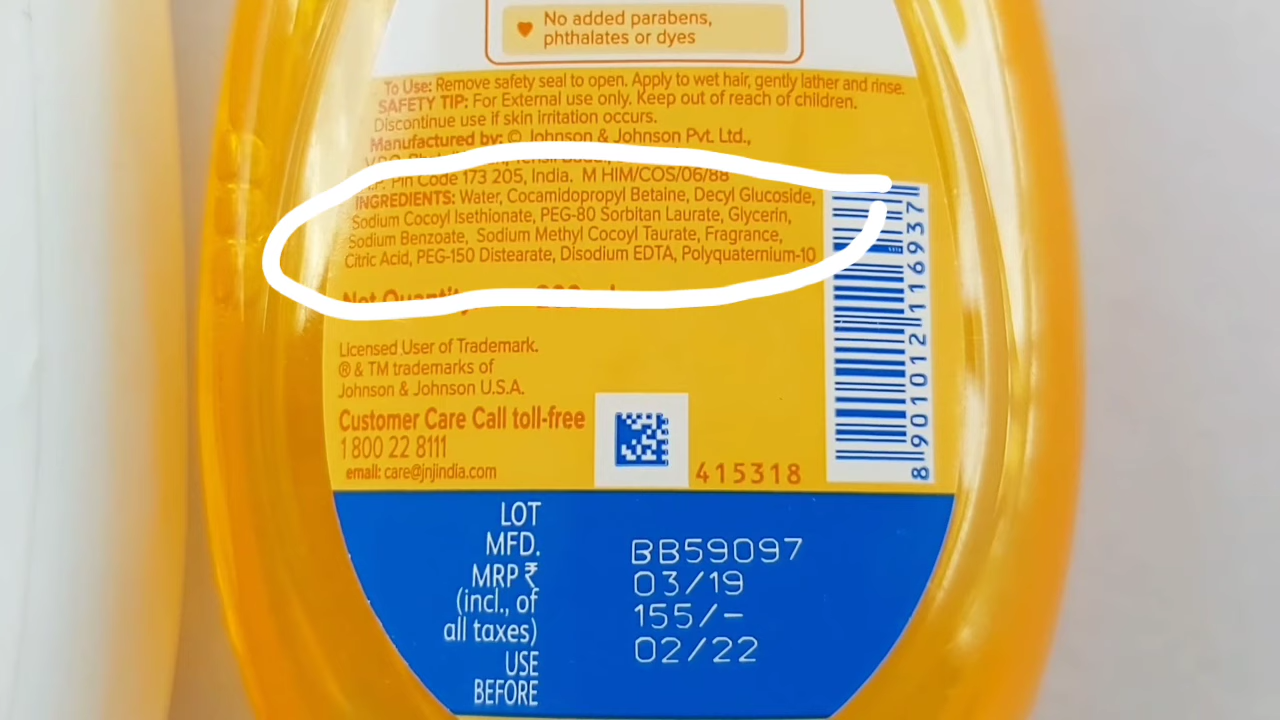 No added parabens,
phthalates or dyes
To Use: Remove safety seal to open. Apply to wet hair, gently lather and rinse.
SAFETY TIP: For External use only. Keep out of reach of children.
Discontinue use if skin irritation occurs.
Manufactured by: © Johnson & Johnson Pvt. Ltd.,
Pin Code 173 205, India. M HIM/COS/06/88
INGREDIENTS: Water, Cocamidopropyl Betaine, Decyl Glucoside,
Sodium Cocoyl Isethionate, PEG-80 Sorbitan Laurate, Glycerin,
Sodium Benzoate, Sodium Methyl Cocoyl Taurate, Fragrance,
Citric Acid, PEG-150 Distearate, Disodium EDTA, Polyquaternium-10
Net Quantity
Licensed User of Trademark.
® & TM trademarks of
Johnson & Johnson U.S.A.
Customer Care Call toll-free
1 800 22 8111
email: care@jnjindia.com
415318
8 901012 116937
LOT
MFD.
MRP ₹
(incl., of
all taxes)
USE
BEFORE
BB59097
03/19
155/-
02/22